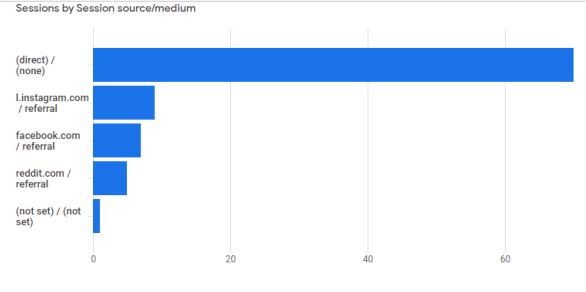 Sessions by Session source/medium
(direct) /
(none)
l.instagram.com
/ referral
facebook.com
/ referral
reddit.com /
referral
(not set) / (not
set)
0
20
40
60